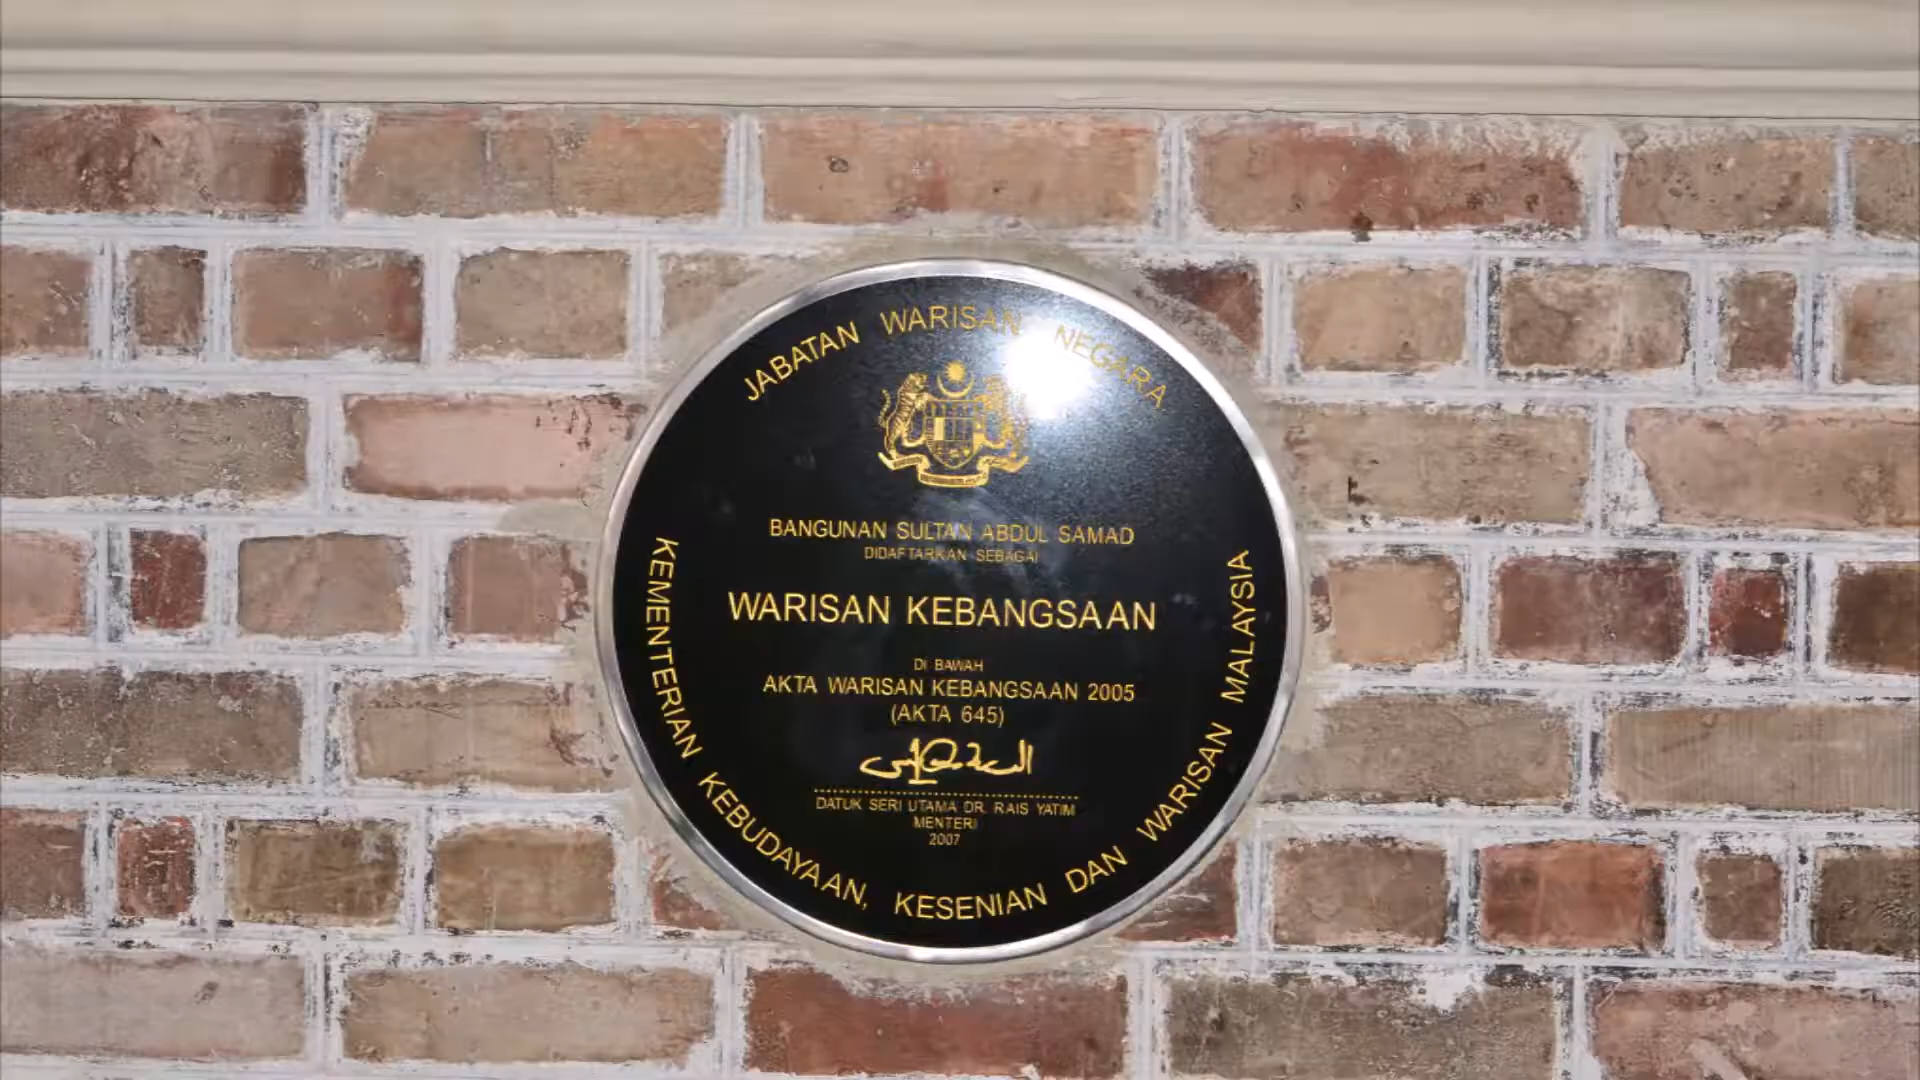 JABATAN WARISAN NEGARA
BANGUNAN SULTAN ABDUL SAMAD
DIDAFTARKAN SEBAGAI
WARISAN KEBANGSAAN
DI BAWAH
AKTA WARISAN KEBANGSAAN 2005
(AKTA 645)
DATUK SERI UTAMA DR. RAIS YATIM
MENTERI
2007
KEMENTERIAN KEBUDAYAAN, KESENIAN DAN WARISAN MALAYSIA